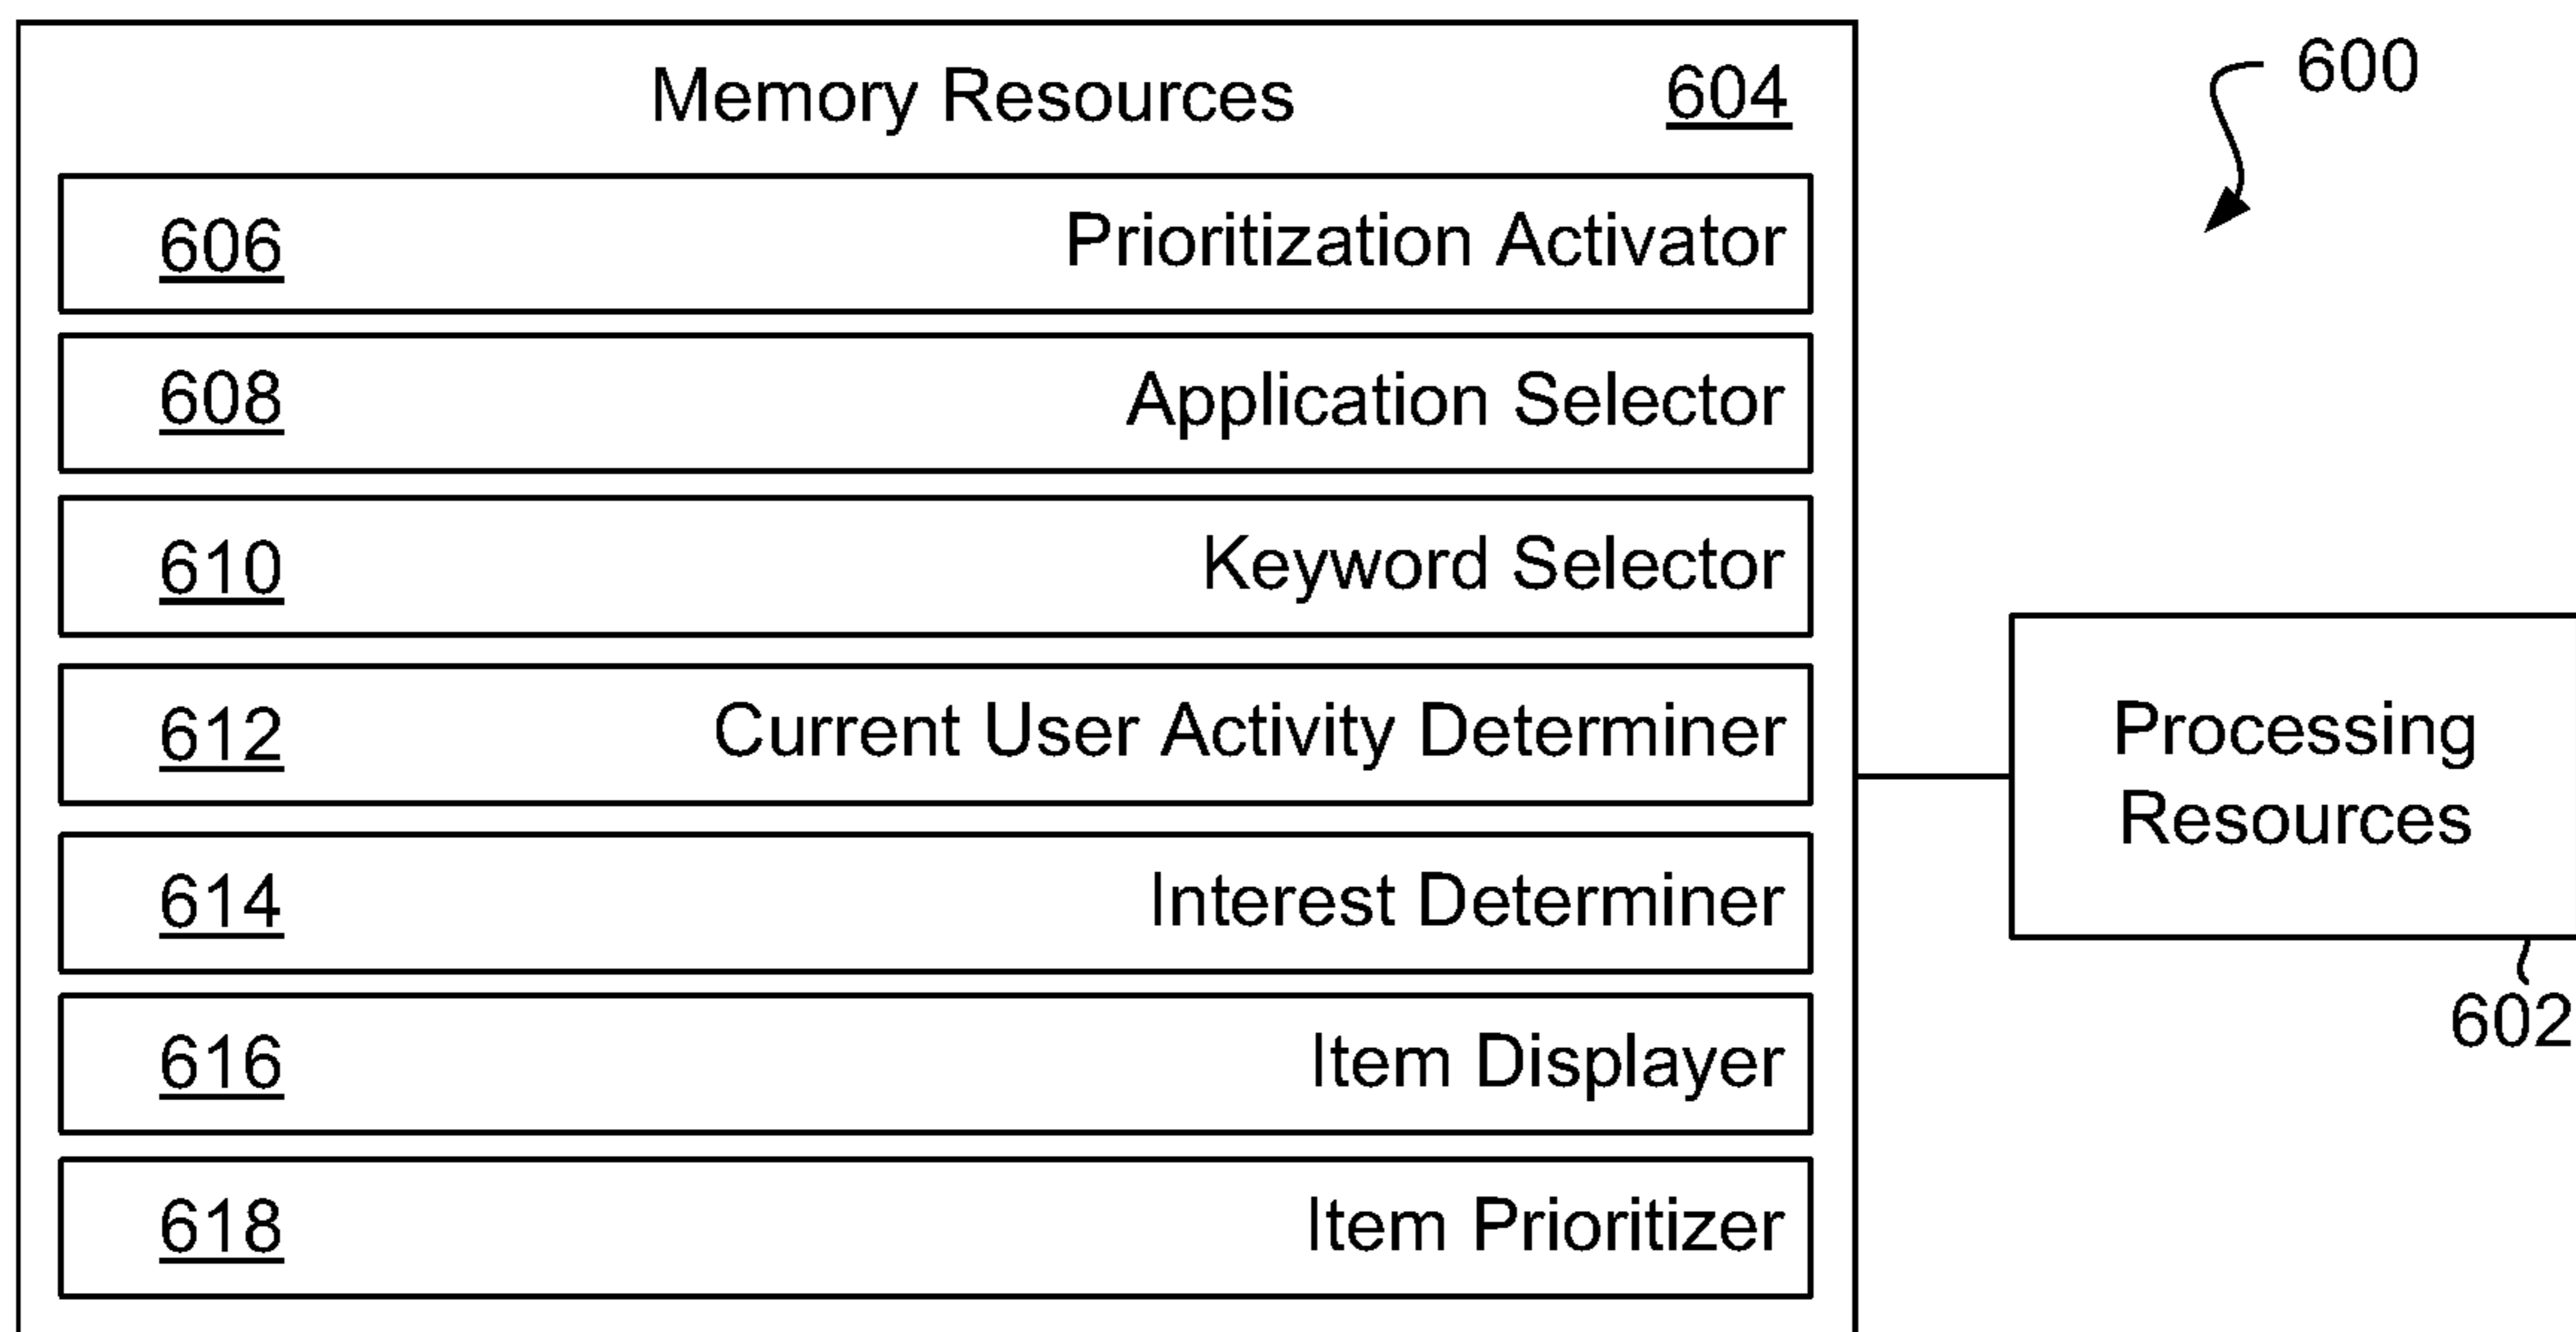 Memory Resources 604
600
606 Prioritization Activator
608 Application Selector
610 Keyword Selector
612 Current User Activity Determiner
614 Interest Determiner
616 Item Displayer
618 Item Prioritizer
Processing
Resources
602